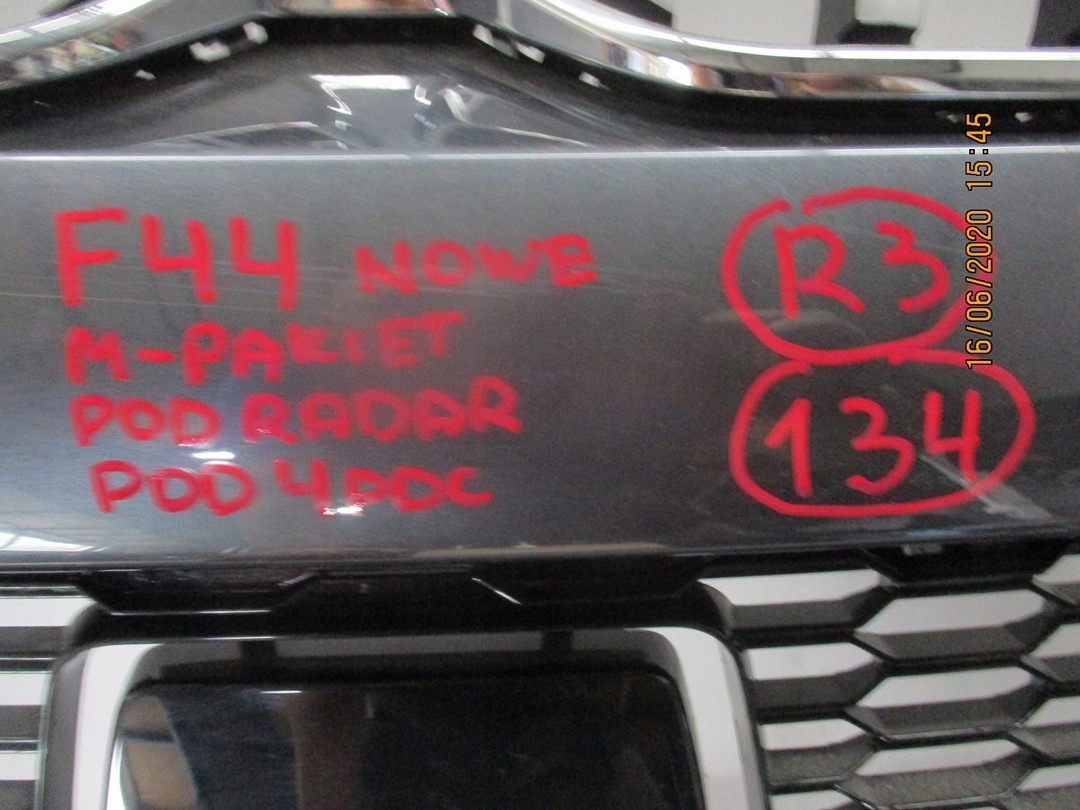 F44 NOWE
M-PAKIET
POD RADAR
POD 4PDC
R3
134
16/06/2020 15:45